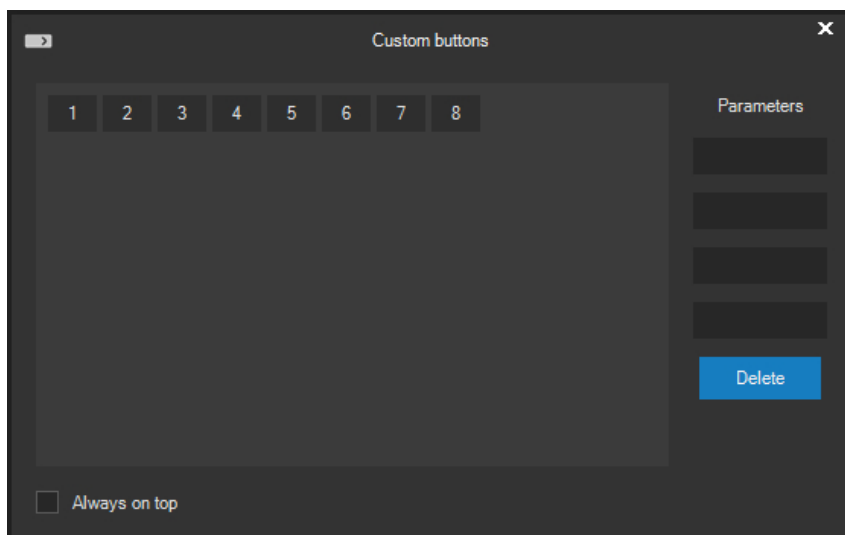 Custom buttons
1 2 3 4 5 6 7 8
Parameters
Delete
Always on top